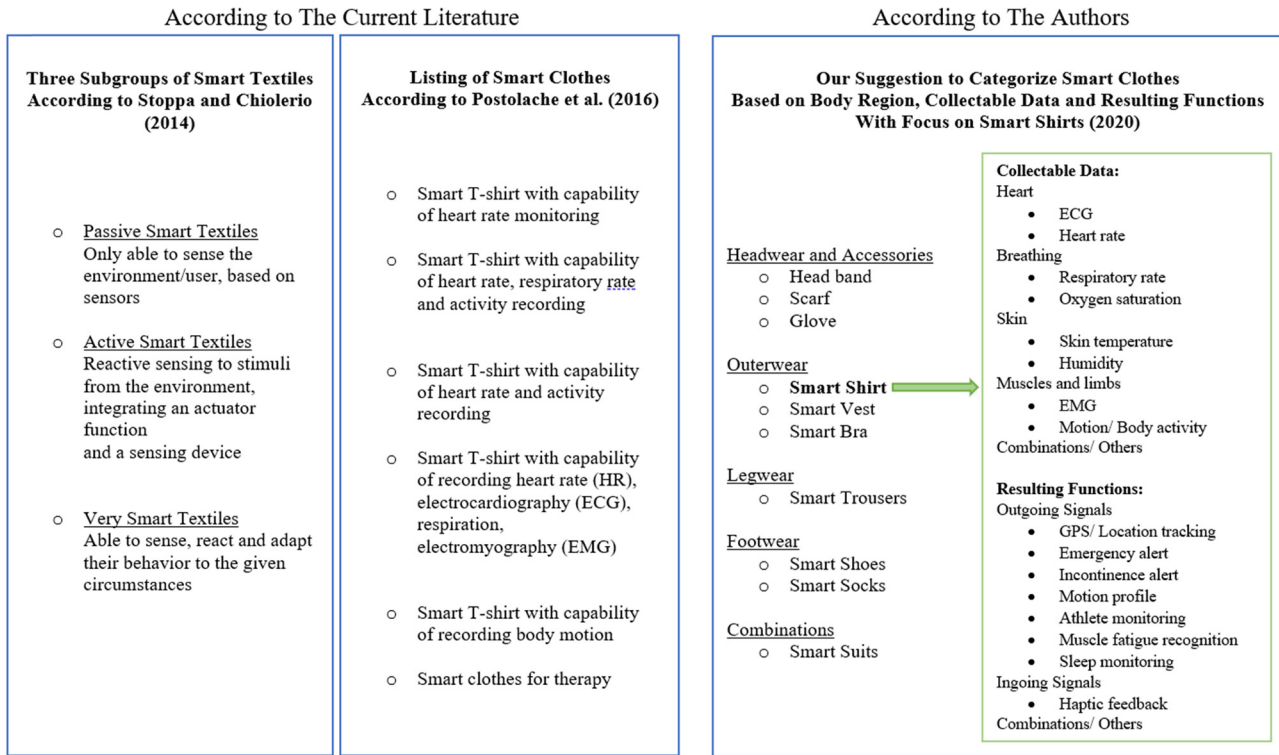 According to The Current Literature
According to The Authors
Three Subgroups of Smart Textiles
According to Stoppa and Chiolerio
(2014)
o Passive Smart Textiles
Only able to sense the
environment/user, based on
sensors
o Active Smart Textiles
Reactive sensing to stimuli
from the environment,
integrating an actuator
function
and a sensing device
o Very Smart Textiles
Able to sense, react and adapt
their behavior to the given
circumstances
Listing of Smart Clothes
According to Postolache et al. (2016)
o Smart T-shirt with capability
of heart rate monitoring
o Smart T-shirt with capability
of heart rate, respiratory rate
and activity recording
o Smart T-shirt with capability
of heart rate and activity
recording
o Smart T-shirt with capability
of recording heart rate (HR),
electrocardiography (ECG),
respiration,
electromyography (EMG)
o Smart T-shirt with capability
of recording body motion
o Smart clothes for therapy
Our Suggestion to Categorize Smart Clothes
Based on Body Region, Collectable Data and Resulting Functions
With Focus on Smart Shirts (2020)
Headwear and Accessories
o Head band
o Scarf
o Glove
Outerwear
o Smart Shirt
o Smart Vest
o Smart Bra
Legwear
o Smart Trousers
Footwear
o Smart Shoes
o Smart Socks
Combinations
o Smart Suits
Collectable Data:
Heart
• ECG
• Heart rate
Breathing
• Respiratory rate
• Oxygen saturation
Skin
• Skin temperature
• Humidity
Muscles and limbs
• EMG
• Motion/ Body activity
Combinations/ Others
Resulting Functions:
Outgoing Signals
• GPS/ Location tracking
• Emergency alert
• Incontinence alert
• Motion profile
• Athlete monitoring
• Muscle fatigue recognition
• Sleep monitoring
Ingoing Signals
• Haptic feedback
Combinations/ Others